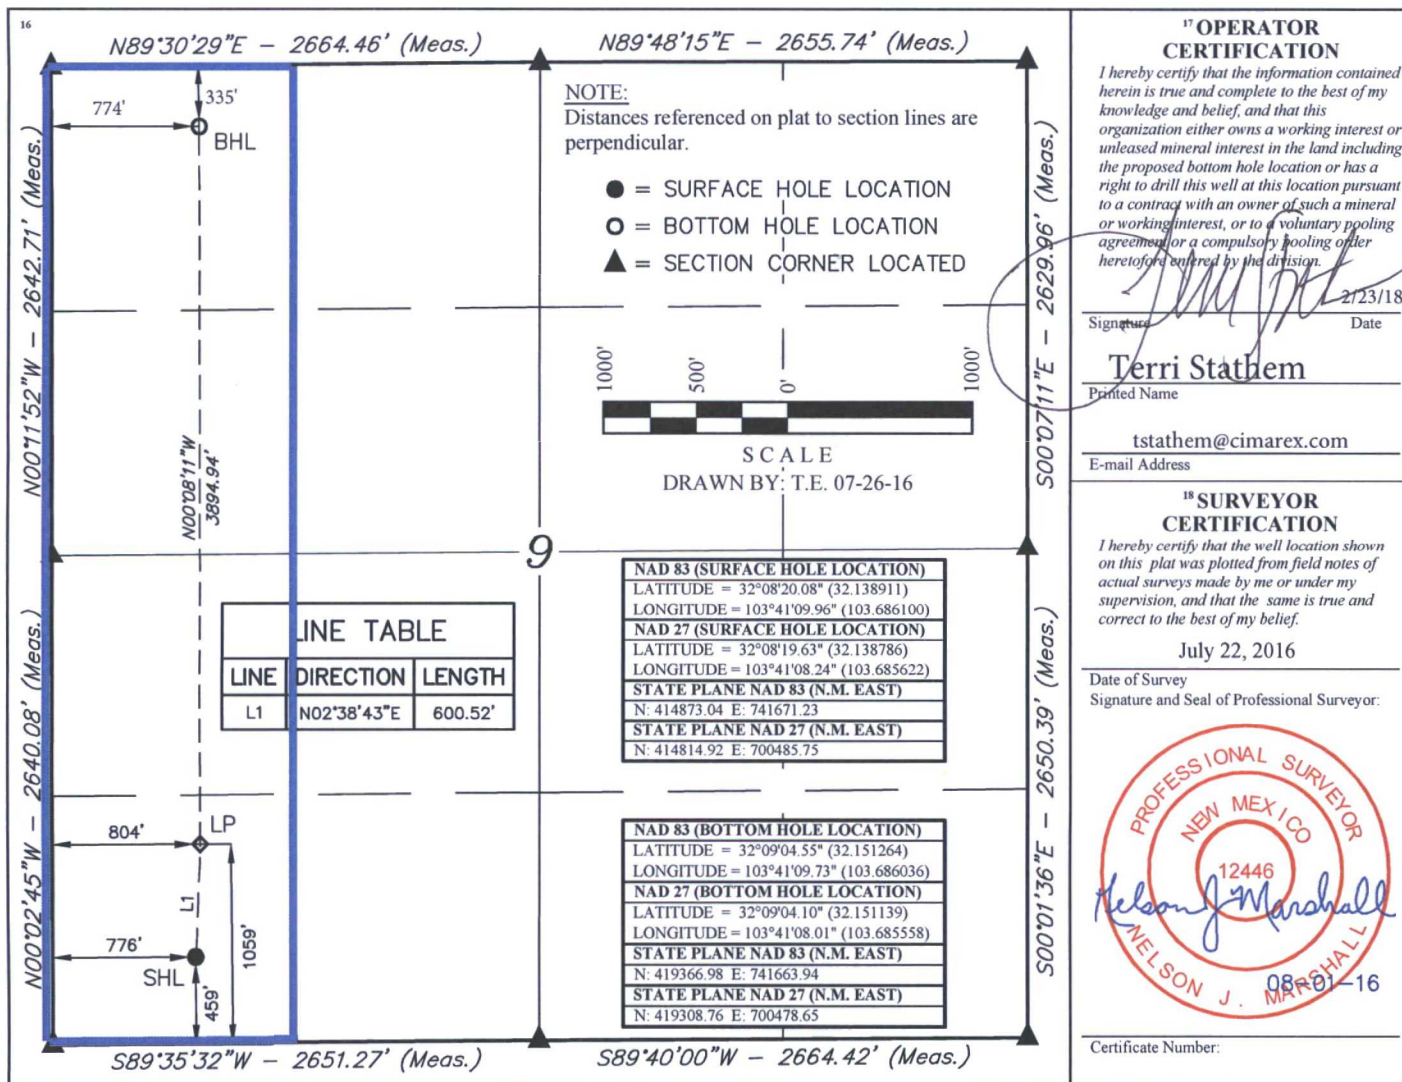 16
N89°30'29"E - 2664.46' (Meas.)
N89°48'15"E - 2655.74' (Meas.)
774'
335'
BHL
NOTE:
Distances referenced on plat to section lines are
perpendicular.
= SURFACE HOLE LOCATION
= BOTTOM HOLE LOCATION
= SECTION CORNER LOCATED
N00°11'52"W - 2642.71' (Meas.)
S00°07'11"E - 2629.96' (Meas.)
N00°08'11"W
3894.94'
1000'
500'
0'
1000'
SCALE
DRAWN BY: T.E. 07-26-16
9
LINE TABLE
LINE DIRECTION LENGTH
L1 N02°38'43"E 600.52'
N00°02'45"W - 2640.08' (Meas.)
S00°01'36"E - 2650.39' (Meas.)
804'
LP
L1
1059'
776'
SHL
459'
NAD 83 (SURFACE HOLE LOCATION)
LATITUDE = 32°08'20.08" (32.138911)
LONGITUDE = 103°41'09.96" (103.686100)
NAD 27 (SURFACE HOLE LOCATION)
LATITUDE = 32°08'19.63" (32.138786)
LONGITUDE = 103°41'08.24" (103.685622)
STATE PLANE NAD 83 (N.M. EAST)
N: 414873.04 E: 741671.23
STATE PLANE NAD 27 (N.M. EAST)
N: 414814.92 E: 700485.75
NAD 83 (BOTTOM HOLE LOCATION)
LATITUDE = 32°09'04.55" (32.151264)
LONGITUDE = 103°41'09.73" (103.686036)
NAD 27 (BOTTOM HOLE LOCATION)
LATITUDE = 32°09'04.10" (32.151139)
LONGITUDE = 103°41'08.01" (103.685558)
STATE PLANE NAD 83 (N.M. EAST)
N: 419366.98 E: 741663.94
STATE PLANE NAD 27 (N.M. EAST)
N: 419308.76 E: 700478.65
S89°35'32"W - 2651.27' (Meas.)
S89°40'00"W - 2664.42' (Meas.)
17 OPERATOR
CERTIFICATION
I hereby certify that the information contained
herein is true and complete to the best of my
knowledge and belief, and that this
organization either owns a working interest or
unleased mineral interest in the land including
the proposed bottom hole location or has a
right to drill this well at this location pursuant
to a contract with an owner of such a mineral
or working interest, or to a voluntary pooling
agreement or a compulsory pooling order
heretofore entered by the division.
2/23/18
Signature Date
Terri Stathem
Printed Name
tstathem@cimarex.com
E-mail Address
18 SURVEYOR
CERTIFICATION
I hereby certify that the well location shown
on this plat was plotted from field notes of
actual surveys made by me or under my
supervision, and that the same is true and
correct to the best of my belief.
July 22, 2016
Date of Survey
Signature and Seal of Professional Surveyor:
PROFESSIONAL SURVEYOR
NEW MEXICO
12446
Nelson J Marshall
NELSON J. MARSHALL
08-01-16
Certificate Number: